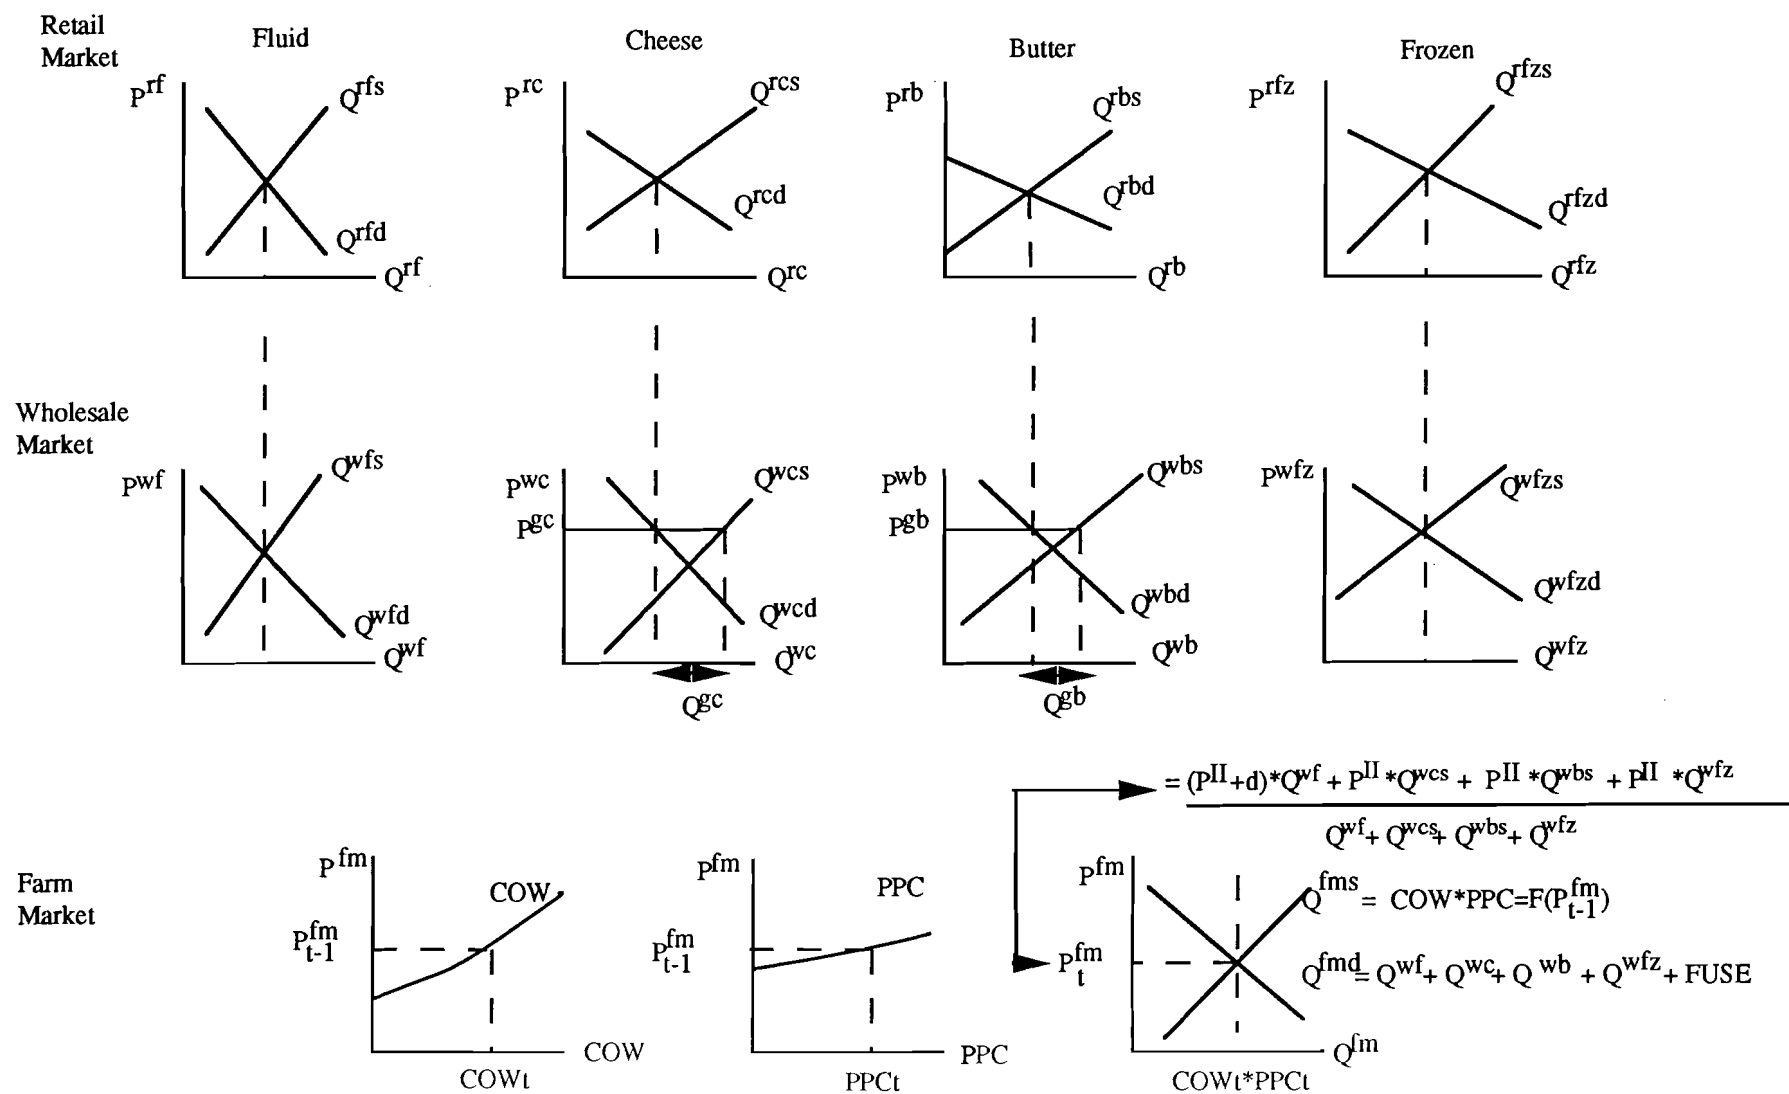 Retail
Market
Fluid
Cheese
Butter
Frozen
P^rf
Q^rfs
Q^rfd
Q^rf
P^rc
Q^rcs
Q^rcd
Q^rc
P^rb
Q^rbs
Q^rbd
Q^rb
P^rfz
Q^rfzs
Q^rfzd
Q^rfz
Wholesale
Market
P^wf
Q^wfs
Q^wfd
Q^wf
P^wc
P^gc
Q^wcs
Q^wcd
Q^wc
Q^gc
P^wb
P^gb
Q^wbs
Q^wbd
Q^wb
Q^gb
P^wfz
Q^wfzs
Q^wfzd
Q^wfz
= (P^II+d)*Q^wf + P^II *Q^wcs + P^II *Q^wbs + P^II *Q^wfz
Q^wf + Q^wcs + Q^wbs + Q^wfz
Farm
Market
P^fm
COW
P^fm_t-1
COW
COWt
P^fm
PPC
P^fm_t-1
PPC
PPCt
P^fm
Q^fms = COW*PPC=F(P^fm_t-1)
P^fm_t
Q^fmd = Q^wf + Q^wc + Q^wb + Q^wfz + FUSE
Q^fm
COWt*PPCt